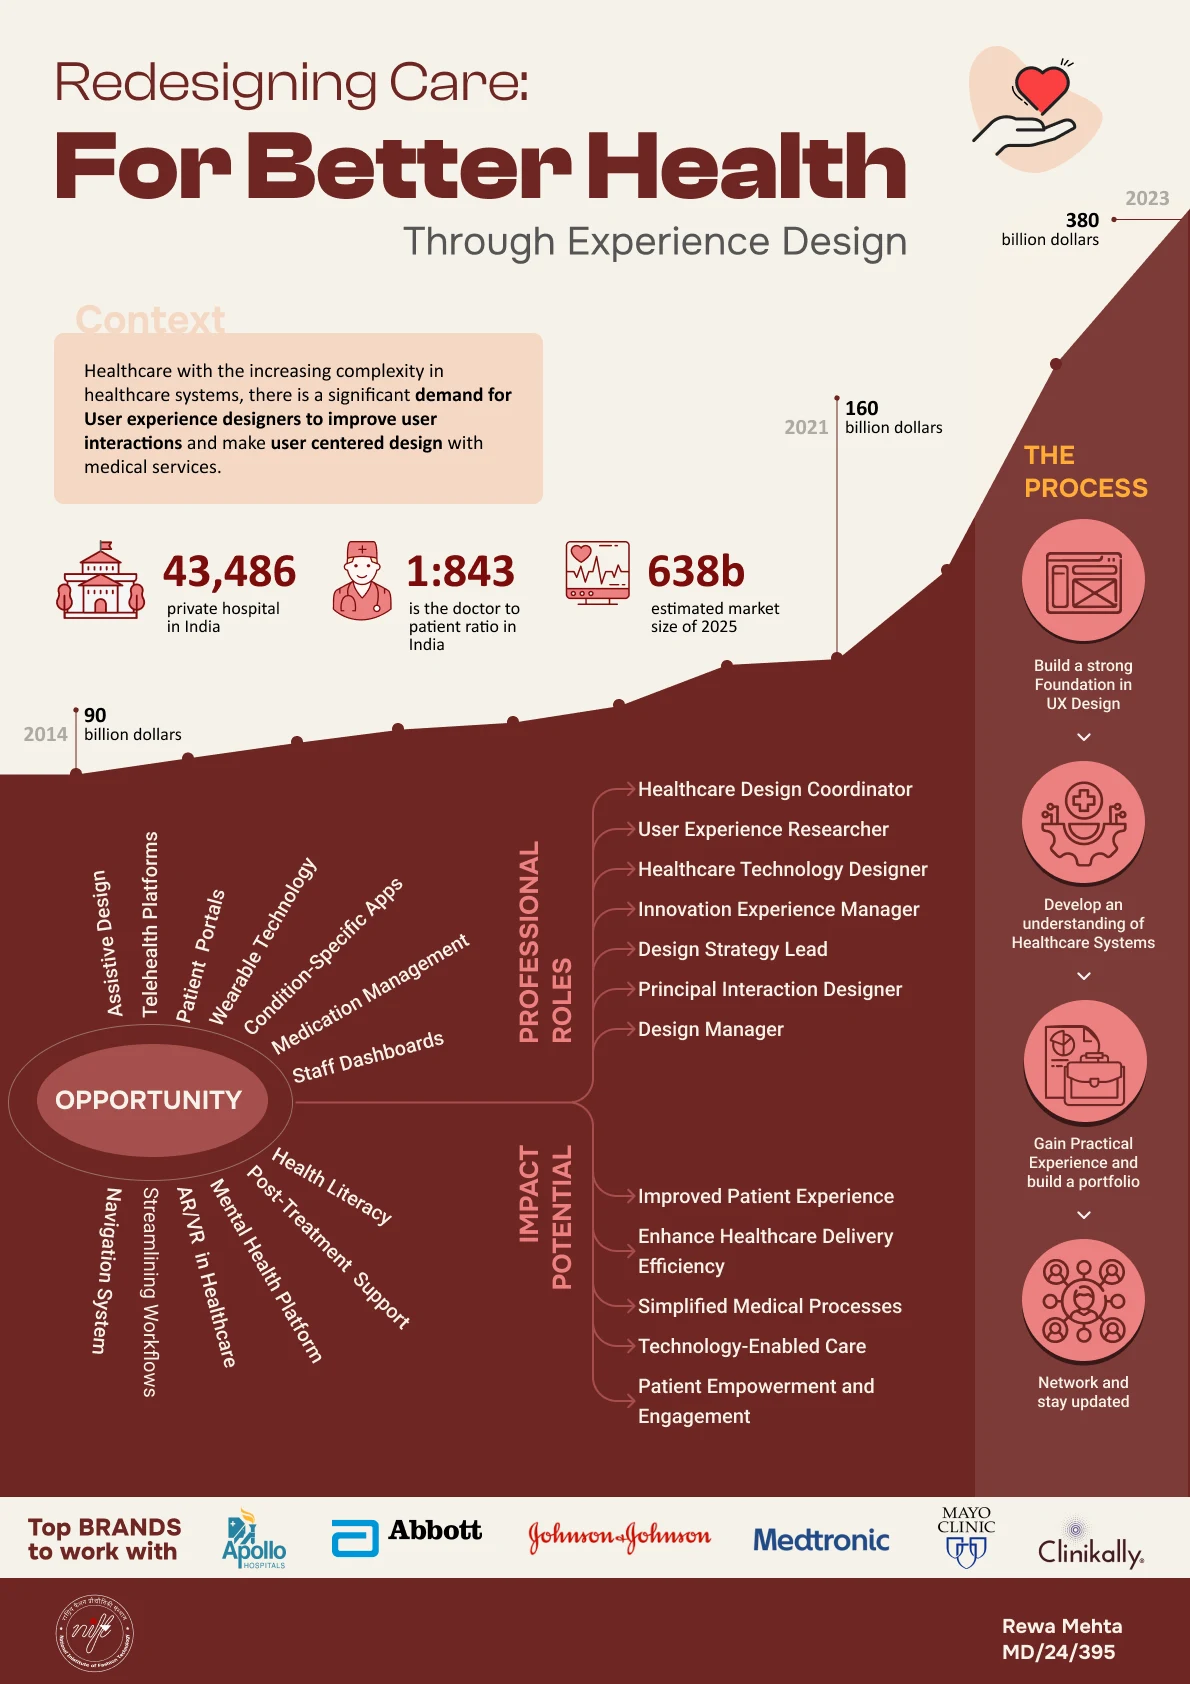 Redesigning Care:
For Better Health
Through Experience Design
2023
380
billion dollars
Context
Healthcare with the increasing complexity in
healthcare systems, there is a significant demand for
User experience designers to improve user
interactions and make user centered design with
medical services.
2021
160
billion dollars
43,486
private hospital
in India
1:843
is the doctor to
patient ratio in
India
638b
estimated market
size of 2025
2014
90
billion dollars
THE
PROCESS
Build a strong
Foundation in
UX Design
Develop an
understanding of
Healthcare Systems
Gain Practical
Experience and
build a portfolio
Network and
stay updated
OPPORTUNITY
Assistive Design
Telehealth Platforms
Patient Portals
Wearable Technology
Condition-Specific Apps
Medication Management
Staff Dashboards
Health Literacy
Post-Treatment Support
Mental Health Platform
AR/VR in Healthcare
Streamlining Workflows
Navigation System
PROFESSIONAL
ROLES
Healthcare Design Coordinator
User Experience Researcher
Healthcare Technology Designer
Innovation Experience Manager
Design Strategy Lead
Principal Interaction Designer
Design Manager
IMPACT
POTENTIAL
Improved Patient Experience
Enhance Healthcare Delivery
Efficiency
Simplified Medical Processes
Technology-Enabled Care
Patient Empowerment and
Engagement
Top BRANDS
to work with
Apollo
HOSPITALS
Abbott
Johnson & Johnson
Medtronic
MAYO
CLINIC
Clinikally
nift
National Institute of Fashion Technology
Rewa Mehta
MD/24/395